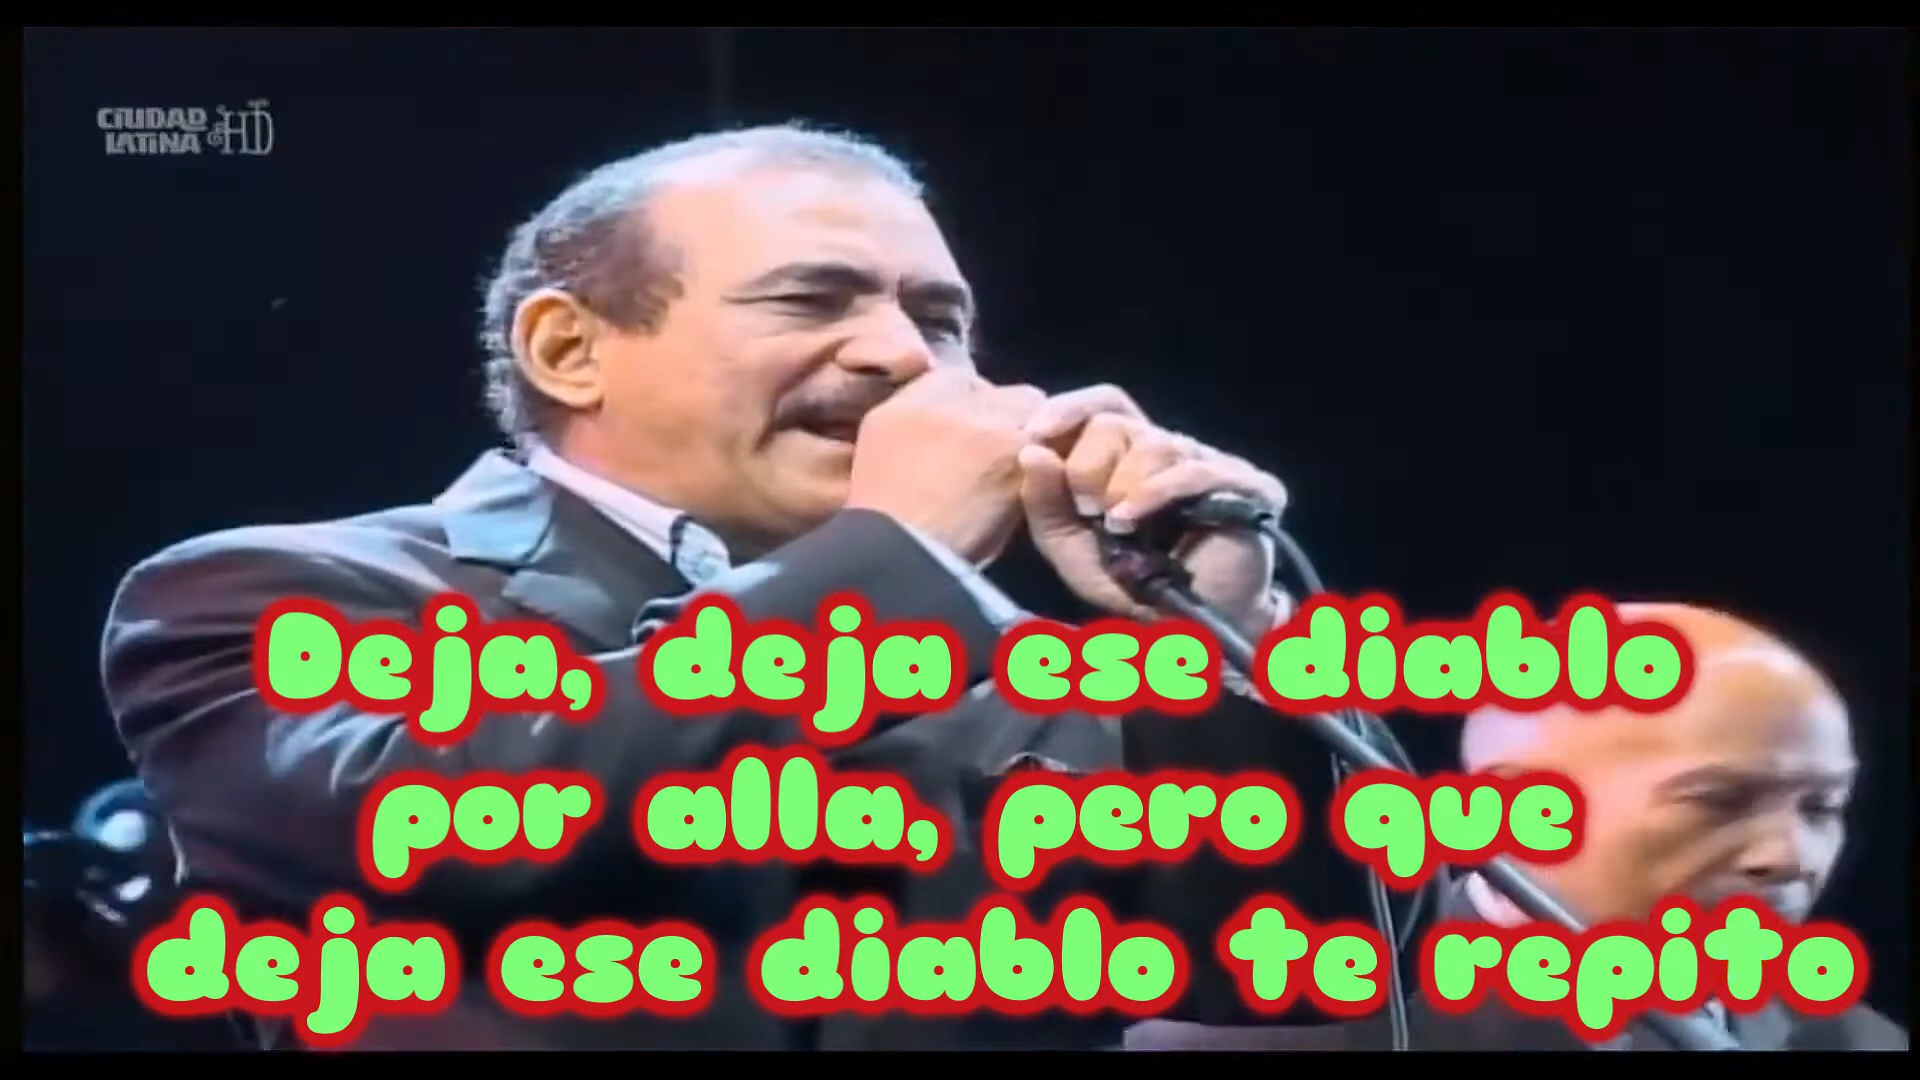 CIUDAD
LATINA HD
Deja, deja ese diablo
por alla, pero que
deja ese diablo te repito